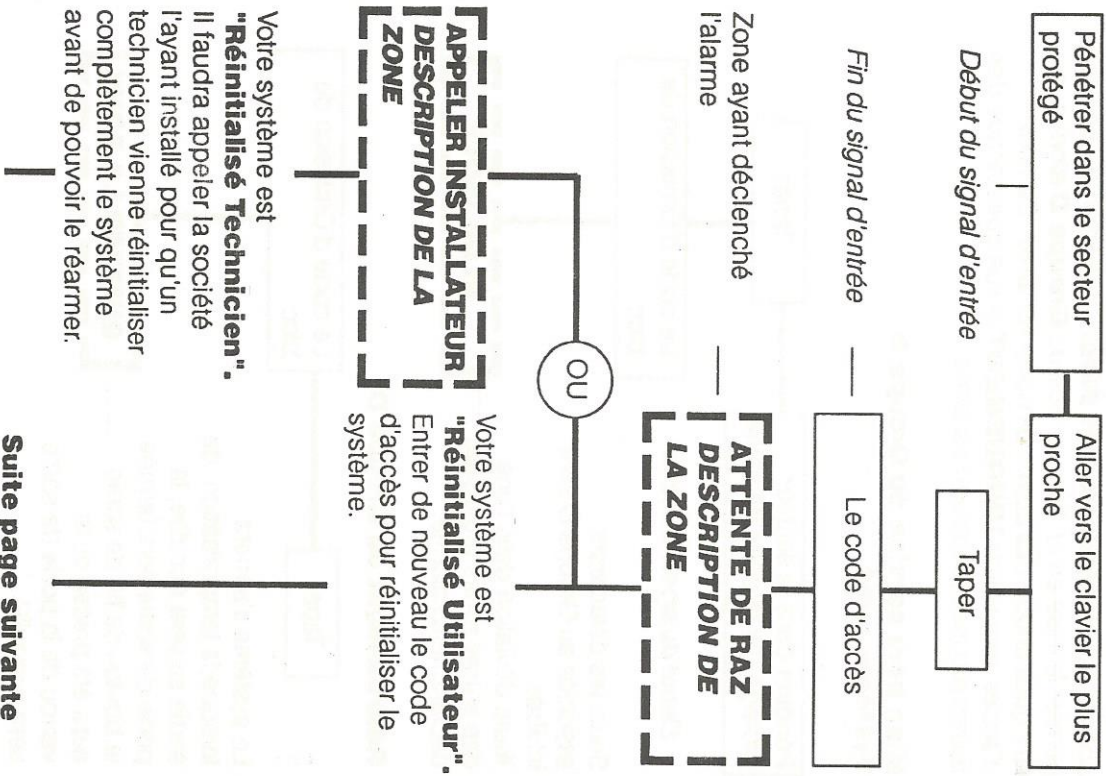 Pénétrer dans le secteur
protégé
Aller vers le clavier le plus
proche
Début du signal d'entrée
Taper
Fin du signal d'entrée
Le code d'accès
Zone ayant déclenché
l'alarme
ATTENTE DE RAZ
DESCRIPTION DE
LA ZONE
OU
APPELER INSTALLATEUR
DESCRIPTION DE LA
ZONE
Votre système est
"Réinitialisé Technicien".
Il faudra appeler la société
l'ayant installé pour qu'un
technicien vienne réinitialiser
complètement le système
avant de pouvoir le réarmer.
Votre système est
"Réinitialisé Utilisateur".
Entrer de nouveau le code
d'accès pour réinitialiser le
système.
Suite page suivante